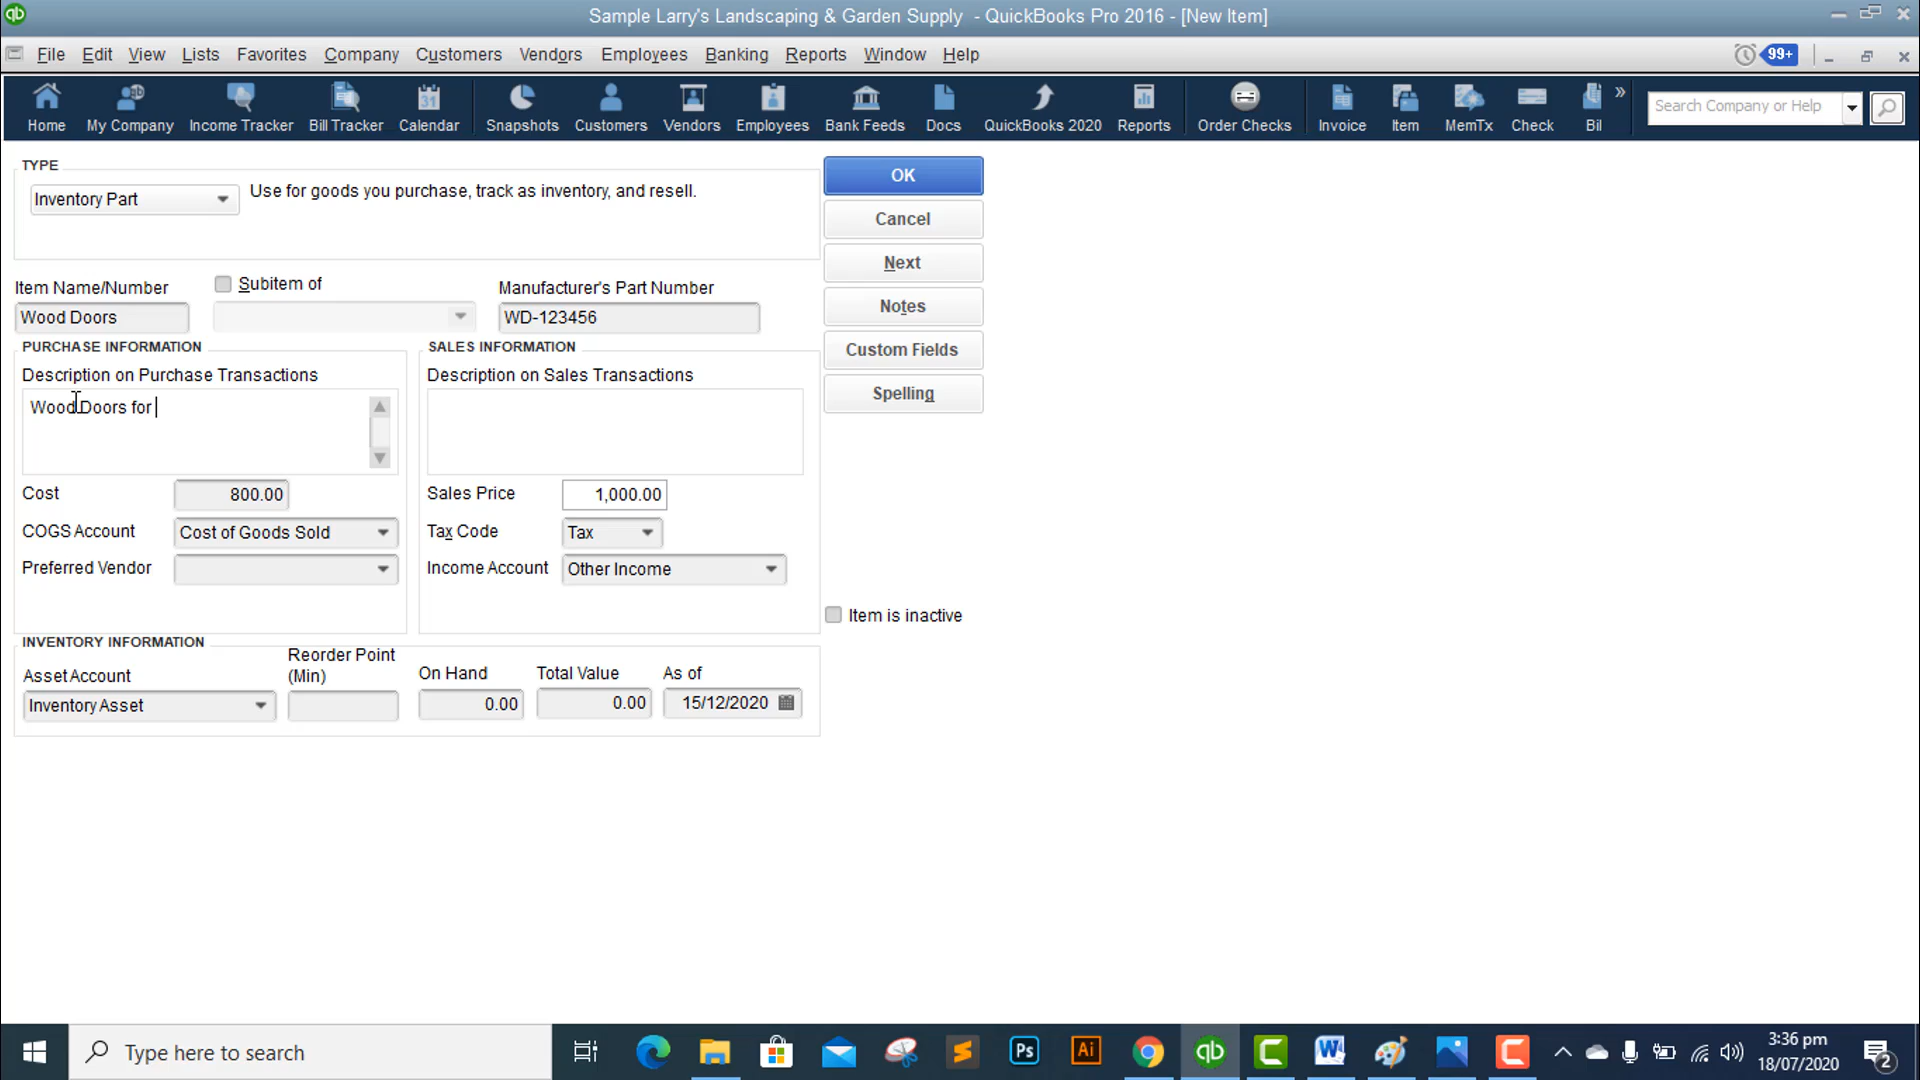 Sample Larry's Landscaping & Garden Supply - QuickBooks Pro 2016 - [New Item]
File Edit View Lists Favorites Company Customers Vendors Employees Banking Reports Window Help
99+
Home My Company Income Tracker Bill Tracker Calendar Snapshots Customers Vendors Employees Bank Feeds Docs QuickBooks 2020 Reports Order Checks Invoice Item MemTx Check Bil
Search Company or Help
TYPE
Inventory Part
Use for goods you purchase, track as inventory, and resell.
OK
Cancel
Next
Notes
Custom Fields
Spelling
Item Name/Number
Subitem of
Manufacturer's Part Number
Wood Doors
WD-123456
PURCHASE INFORMATION
Description on Purchase Transactions
Wood Doors for
Cost
800.00
COGS Account
Cost of Goods Sold
Preferred Vendor
SALES INFORMATION
Description on Sales Transactions
Sales Price
1,000.00
Tax Code
Tax
Income Account
Other Income
Item is inactive
INVENTORY INFORMATION
Asset Account
Inventory Asset
Reorder Point
(Min)
On Hand
0.00
Total Value
0.00
As of
15/12/2020
Type here to search
Ps
Ai
qb
3:36 pm
18/07/2020
2